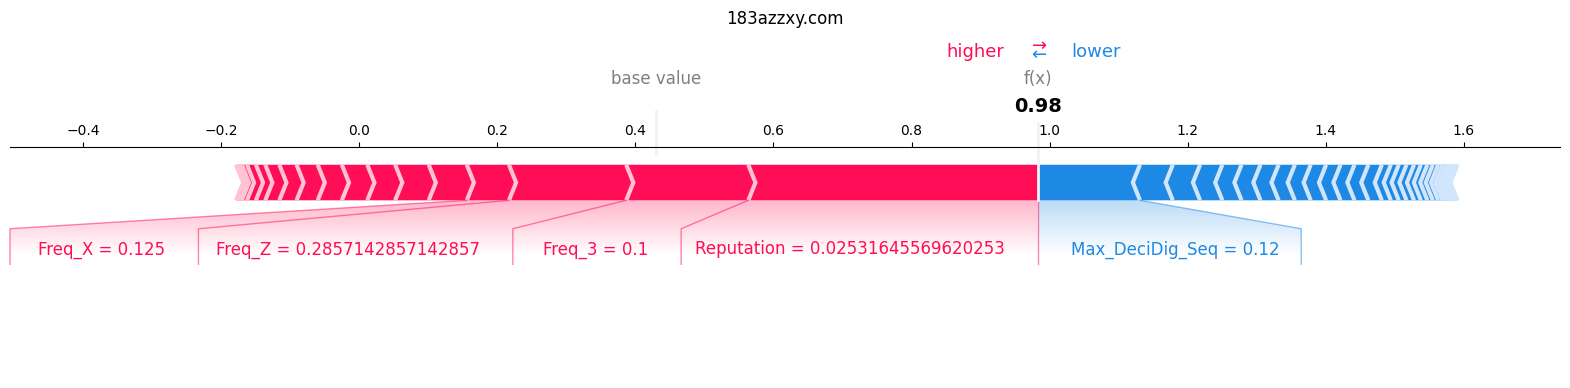 183azzxy.com
higher ⇄ lower
base value f(x)
0.98
−0.4 −0.2 0.0 0.2 0.4 0.6 0.8 1.0 1.2 1.4 1.6
Freq_X = 0.125 Freq_Z = 0.2857142857142857 Freq_3 = 0.1 Reputation = 0.02531645569620253 Max_DeciDig_Seq = 0.12